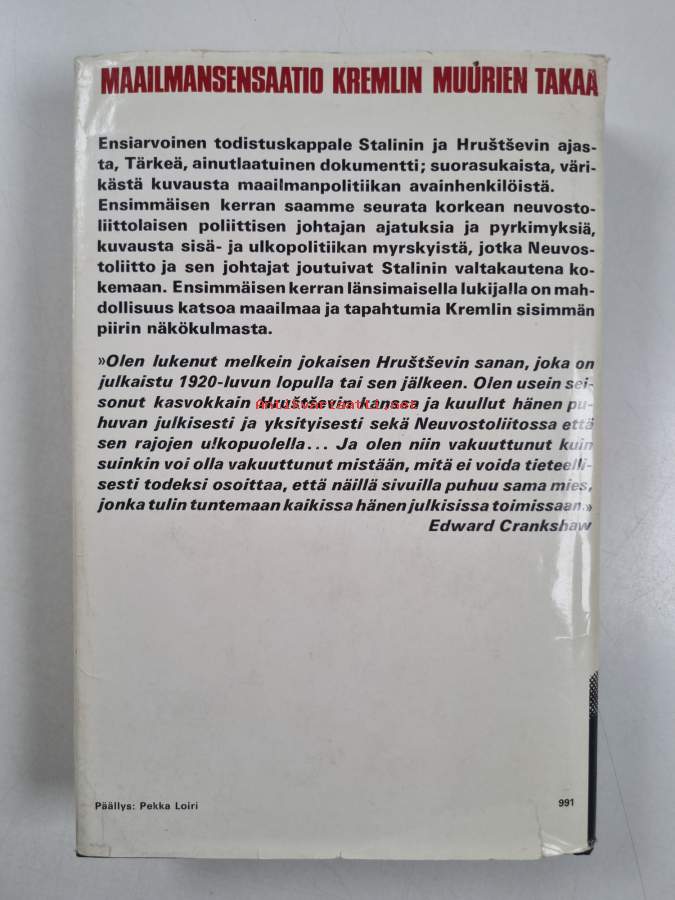 MAAILMANSENSAATIO KREMLIN MUURIEN TAKAA
Ensiarvoinen todistuskappale Stalinin ja Hruštševin ajas-
ta, Tärkeä, ainutlaatuinen dokumentti; suorasukaista, väri-
kästä kuvausta maailmanpolitiikan avainhenkilöistä.
Ensimmäisen kerran saamme seurata korkean neuvosto-
liittolaisen poliittisen johtajan ajatuksia ja pyrkimyksiä,
kuvausta sisä- ja ulkopolitiikan myrskyistä, jotka Neuvos-
toliitto ja sen johtajat joutuivat Stalinin valtakautena ko-
kemaan. Ensimmäisen kerran länsimaisella lukijalla on mah-
dollisuus katsoa maailmaa ja tapahtumia Kremlin sisimmän
piirin näkökulmasta.
»Olen lukenut melkein jokaisen Hruštševin sanan, joka on
julkaistu 1920-luvun lopulla tai sen jälkeen. Olen usein sei-
sonut kasvokkain Hruštševin kanssa ja kuullut hänen pu-
huvan julkisesti ja yksityisesti sekä Neuvostoliitossa että
sen rajojen u!kopuolella... Ja olen niin vakuuttunut kuin
suinkin voi olla vakuuttunut mistään, mitä ei voida tieteelli-
sesti todeksi osoittaa, että näillä sivuilla puhuu sama mies,
jonka tulin tuntemaan kaikissa hänen julkisissa toimissaan.»
Edward Crankshaw
Päällys: Pekka Loiri
991